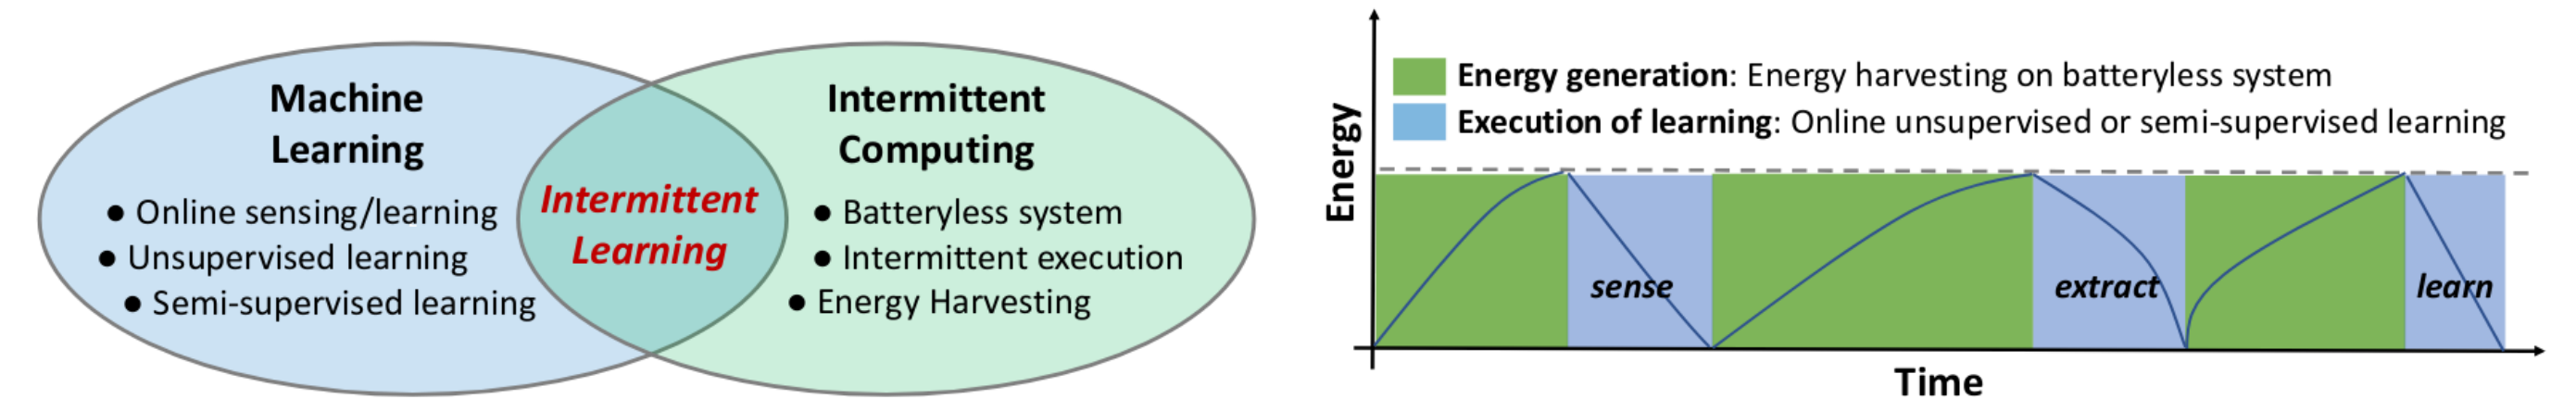 Machine
Learning
● Online sensing/learning
● Unsupervised learning
● Semi-supervised learning
Intermittent
Learning
Intermittent
Computing
● Batteryless system
● Intermittent execution
● Energy Harvesting
Energy
Energy generation: Energy harvesting on batteryless system
Execution of learning: Online unsupervised or semi-supervised learning
sense
extract
learn
Time